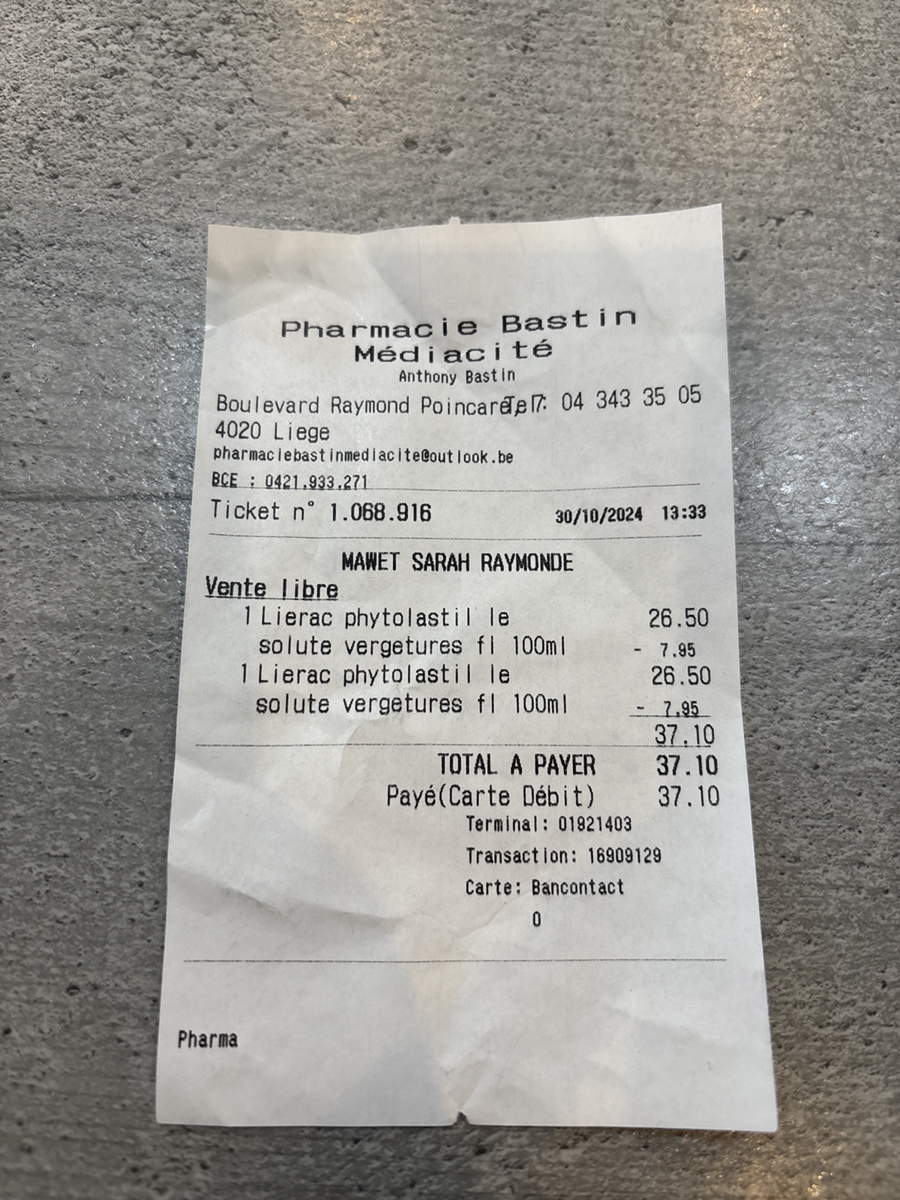 Pharmacie Bastin
Médiacité
Anthony Bastin
Boulevard Raymond Poincaré, 7 Tel: 04 343 35 05
4020 Liege
pharmaciebastinmediacite@outlook.be
BCE : 0421.933.271
Ticket n° 1.068.916 30/10/2024 13:33
MAWET SARAH RAYMONDE
Vente libre
1 Lierac phytolastil le 26.50
solute vergetures fl 100ml - 7.95
1 Lierac phytolastil le 26.50
solute vergetures fl 100ml - 7.95
37.10
TOTAL A PAYER 37.10
Payé(Carte Débit) 37.10
Terminal: 01821403
Transaction: 16909129
Carte: Bancontact
0
Pharma